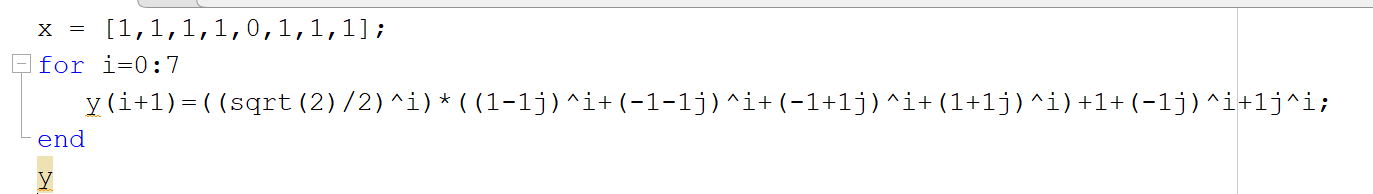 x = [1,1,1,1,0,1,1,1];
for i=0:7
y(i+1)=((sqrt(2)/2)^i)*((1-1j)^i+(-1-1j)^i+(-1+1j)^i+(1+1j)^i)+1+(-1j)^i+1j^i;
end
y